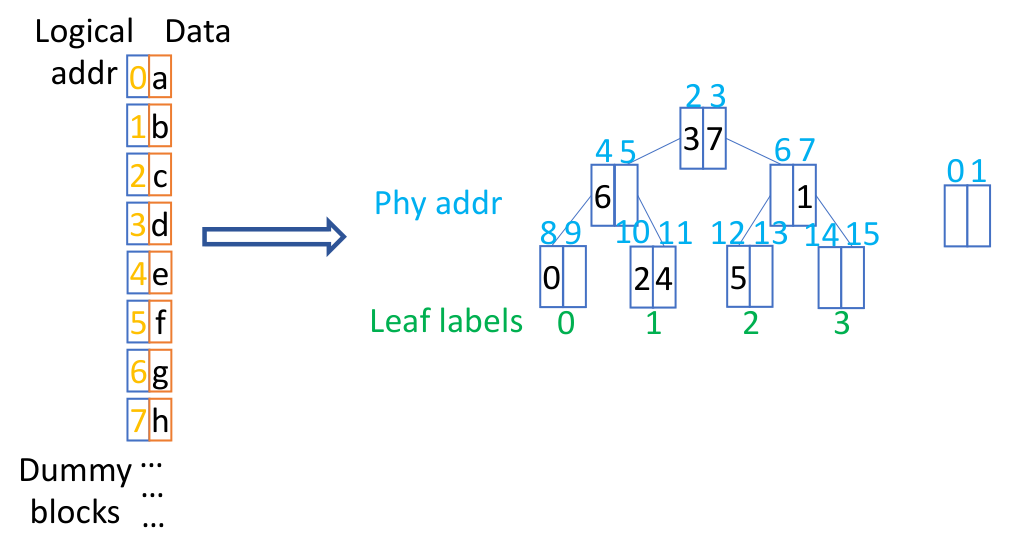 Logical Data
addr
0 a
1 b
2 c
3 d
4 e
5 f
6 g
7 h
Dummy ...
blocks ...
...
2 3
3 7
4 5
6 7
6
1
0 1
Phy addr
8 9
10 11
12 13
14 15
0
2 4
5
Leaf labels
0
1
2
3